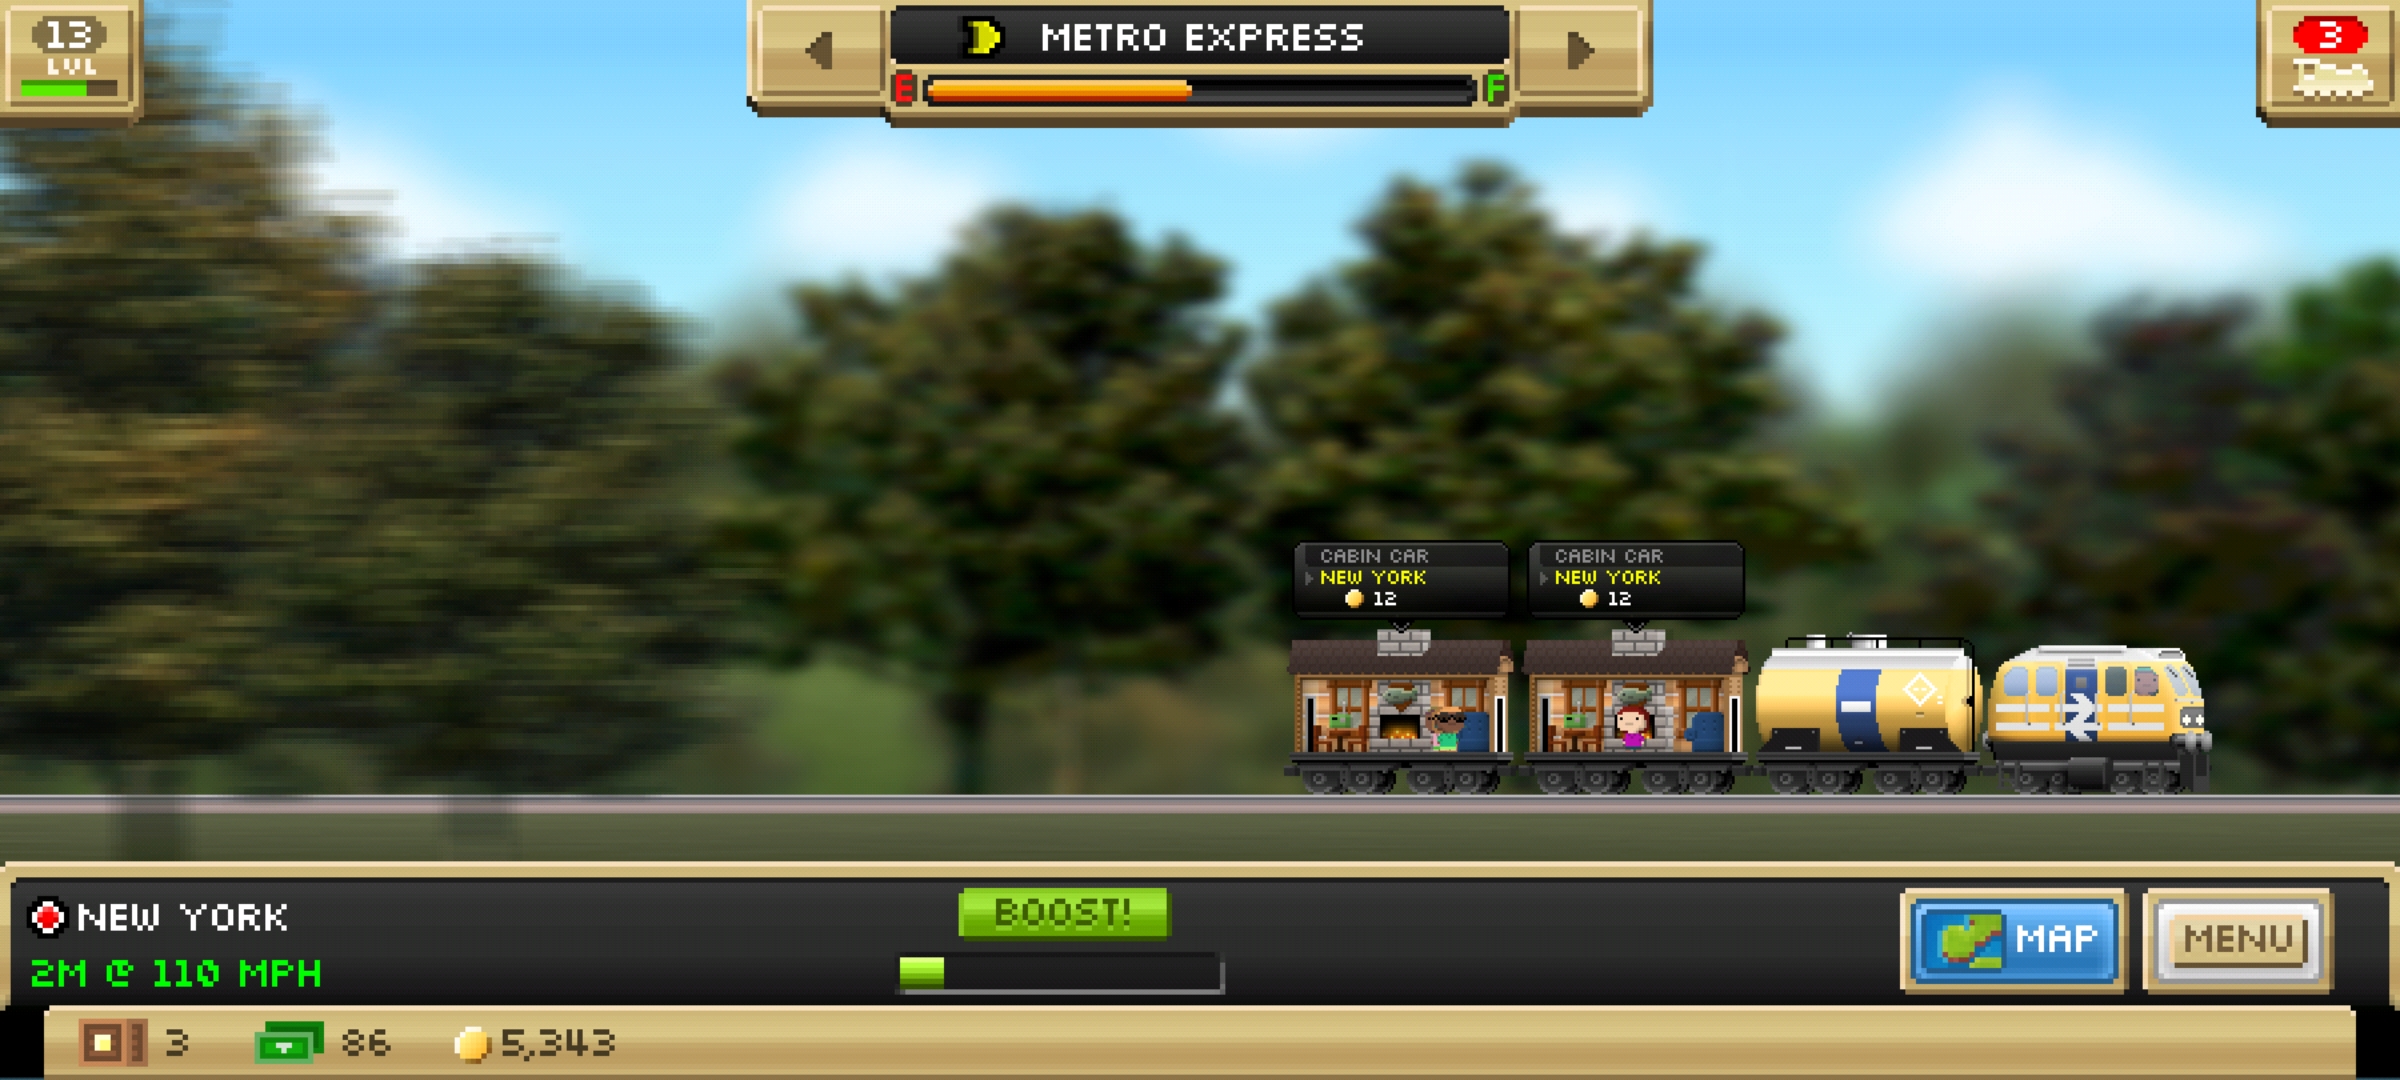 13
LVL
METRO EXPRESS
E
F
3
CABIN CAR
NEW YORK
12
CABIN CAR
NEW YORK
12
NEW YORK
2M @ 110 MPH
BOOST!
MAP
MENU
3
86
5,343